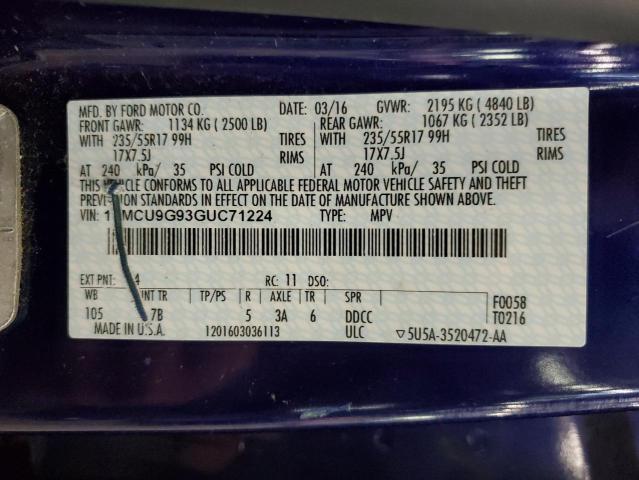 MFD. BY FORD MOTOR CO. DATE: 03/16 GVWR: 2195 KG ( 4840 LB)
FRONT GAWR: 1134 KG ( 2500 LB) REAR GAWR: 1067 KG ( 2352 LB)
WITH 235/55R17 99H TIRES WITH 235/55R17 99H TIRES
17X7.5J RIMS 17X7.5J RIMS
AT 240 kPa/ 35 PSI COLD AT 240 kPa/ 35 PSI COLD
THIS VEHICLE CONFORMS TO ALL APPLICABLE FEDERAL MOTOR VEHICLE SAFETY AND THEFT
PREVENTION STANDARDS IN EFFECT ON THE DATE OF MANUFACTURE SHOWN ABOVE.
VIN: 1FMCU9G93GUC71224 TYPE: MPV
EXT PNT: RC: 11 DSO:
WB INT TR TP/PS R AXLE TR SPR F0058
105 7B 5 3A 6 DDCC T0216
MADE IN U.S.A. 1201603036113 ULC ▽5U5A-3520472-AA